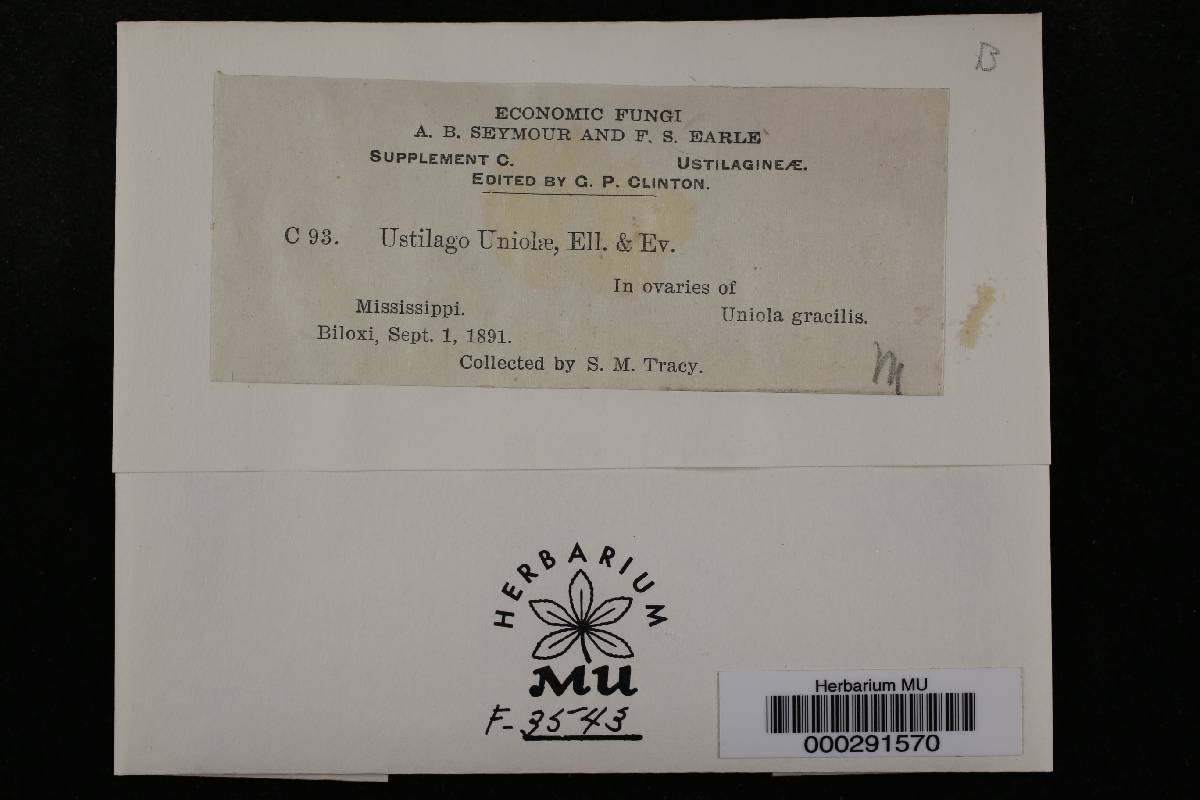 B
ECONOMIC FUNGI
A. B. SEYMOUR AND F. S. EARLE
SUPPLEMENT C. USTILAGINEÆ.
EDITED BY G. P. CLINTON.
C 93. Ustilago Uniolæ, Ell. & Ev.
In ovaries of
Mississippi. Uniola gracilis.
Biloxi, Sept. 1, 1891.
Collected by S. M. Tracy.
M
HERBARIUM
MU
F-3543
Herbarium MU
000291570